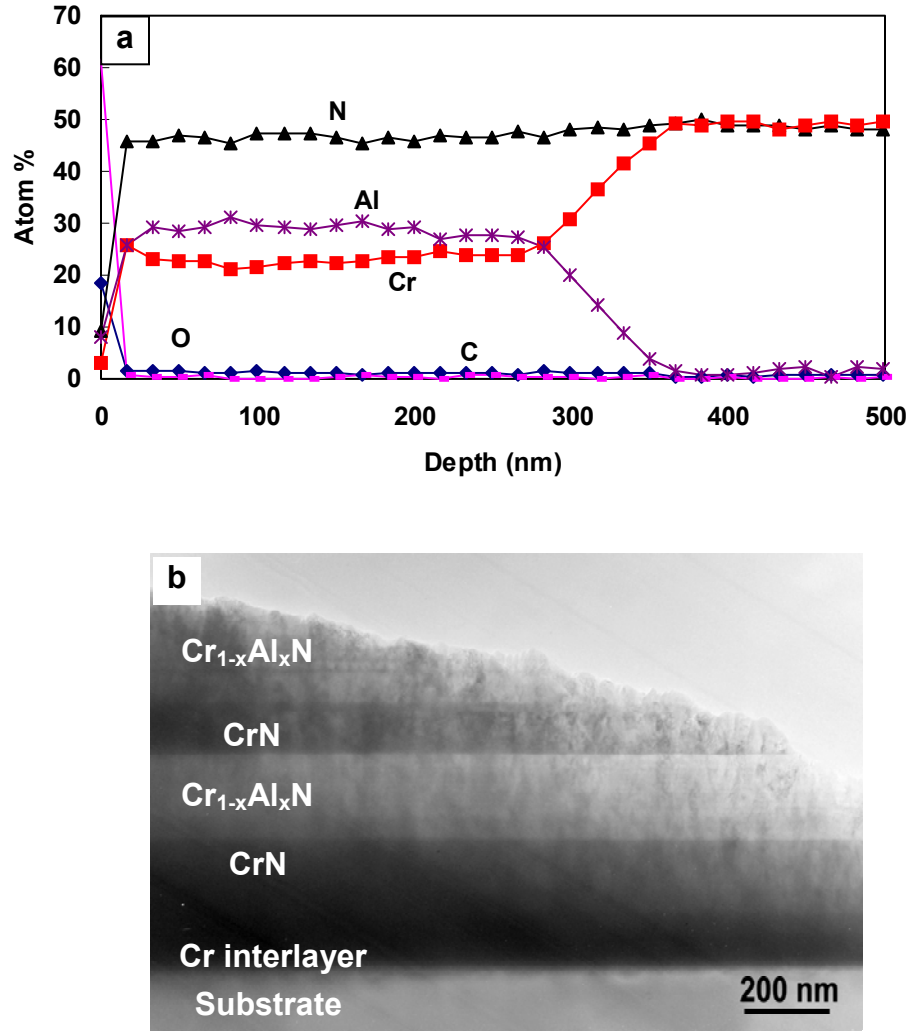 a
70
60
50
40
30
20
10
0
Atom %
N
Al
Cr
O
C
0
100
200
300
400
500
Depth (nm)
b
Cr1-xAlxN
CrN
Cr1-xAlxN
CrN
Cr interlayer
Substrate
200 nm